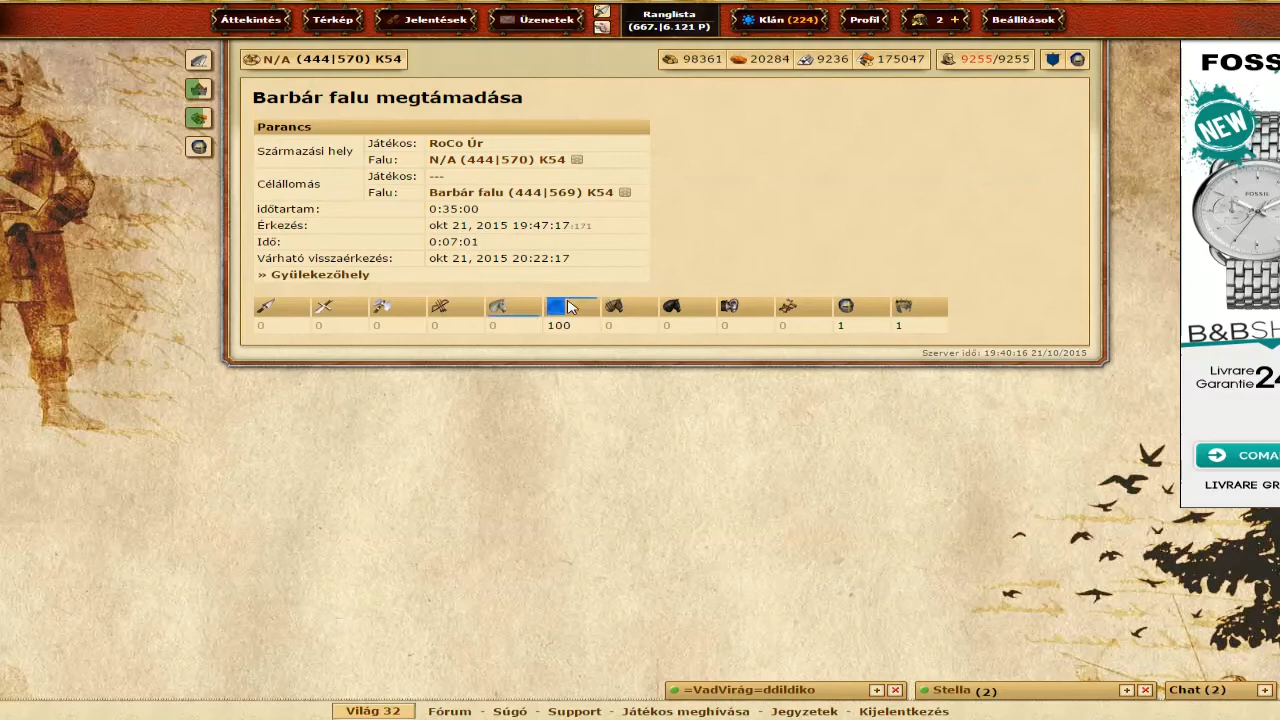 Áttekintés
Térkép
Jelentések
Üzenetek
Ranglista
(667.|6.121 P)
Klán (224)
Profil
2 +
Beállítások
N/A (444|570) K54
98361
20284
9236
175047
9255/9255
Barbár falu megtámadása
Parancs
Származási hely
Játékos: RoCo Úr
Falu: N/A (444|570) K54
Célállomás
Játékos: ---
Falu: Barbár falu (444|569) K54
időtartam: 0:35:00
Érkezés: okt 21, 2015 19:47:17:171
Idő: 0:07:01
Várható visszaérkezés: okt 21, 2015 20:22:17
» Gyülekezőhely
0 0 0 0 0 100 0 0 0 0 1 1
Szerver idő: 19:40:16 21/10/2015
FOSS
NEW
FOSSIL
B&BSH
Livrare
Garantie
24
COMA
LIVRARE GR
=VadVirág=ddildiko
Stella (2)
Chat (2)
Világ 32
Fórum - Súgó - Support - Játékos meghívása - Jegyzetek - Kijelentkezés